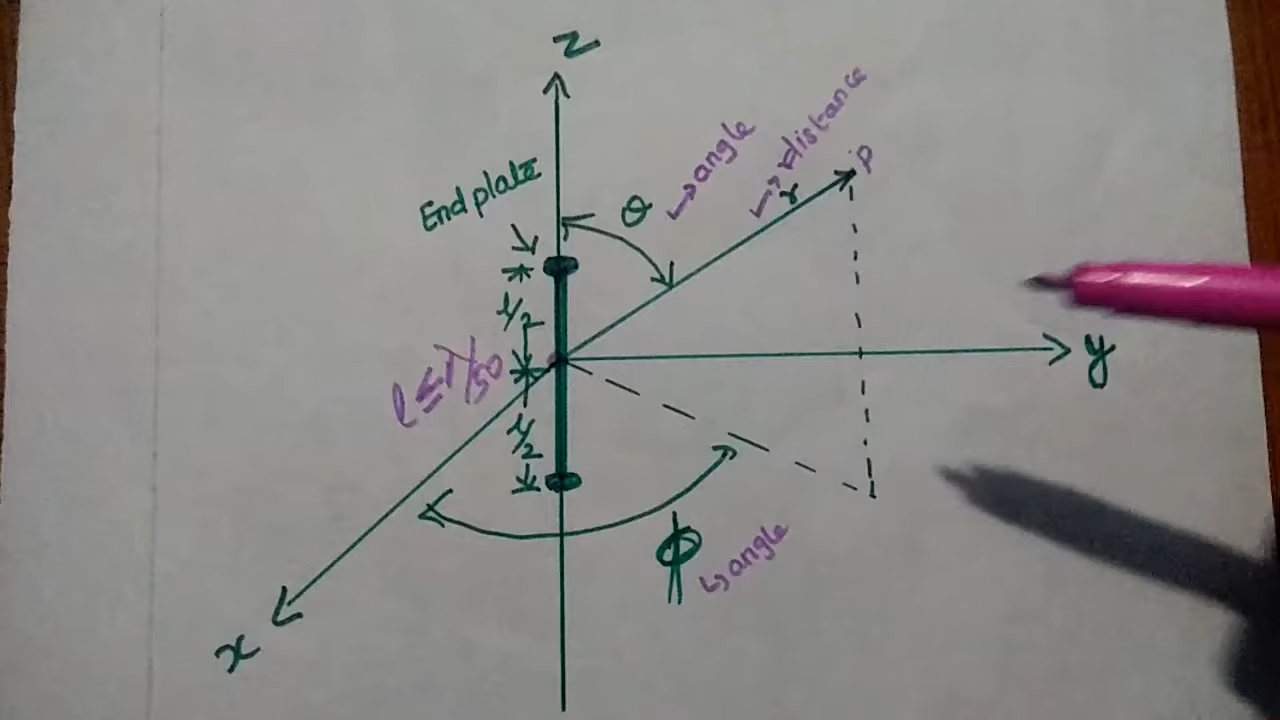 z
End plate
θ
→ angle
→ distance
r
P
l/2
l ≤ λ/50
y
l/2
ϕ
↳ angle
x